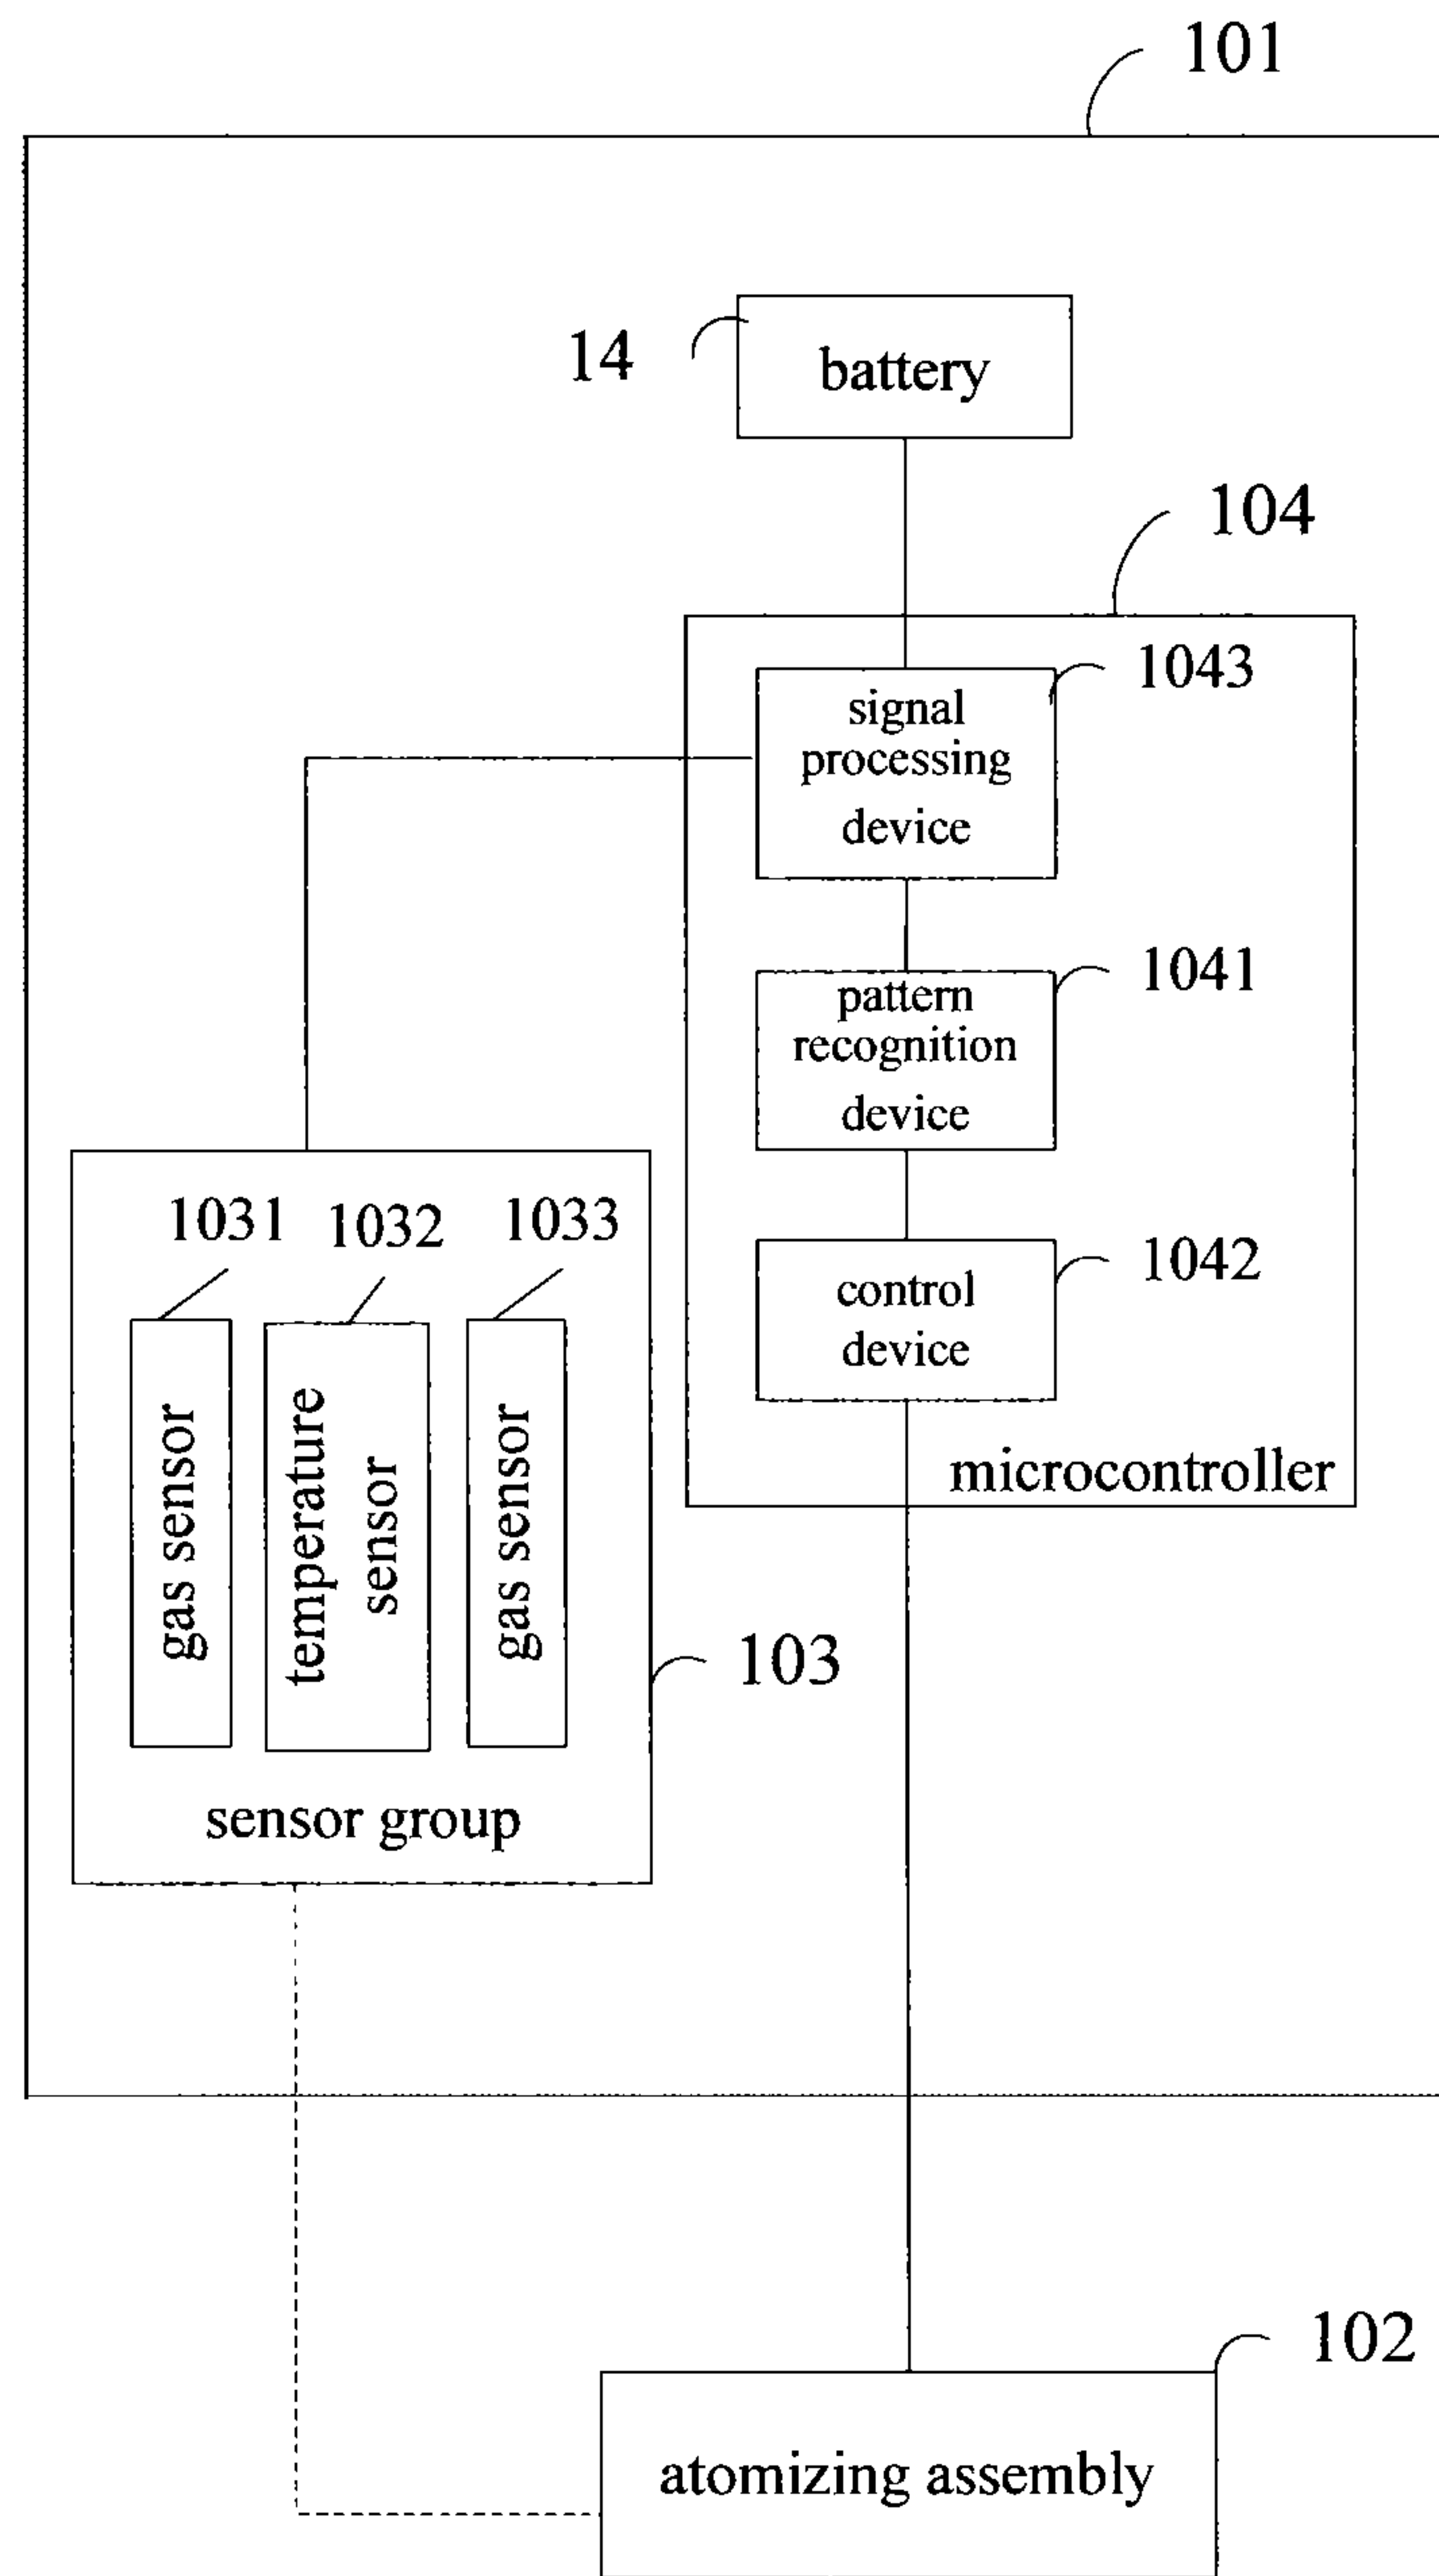 101
14
battery
104
1043
signal
processing
device
1041
pattern
recognition
device
1031
1032
1033
1042
control
device
gas sensor
temperature
sensor
gas sensor
microcontroller
103
sensor group
102
atomizing assembly